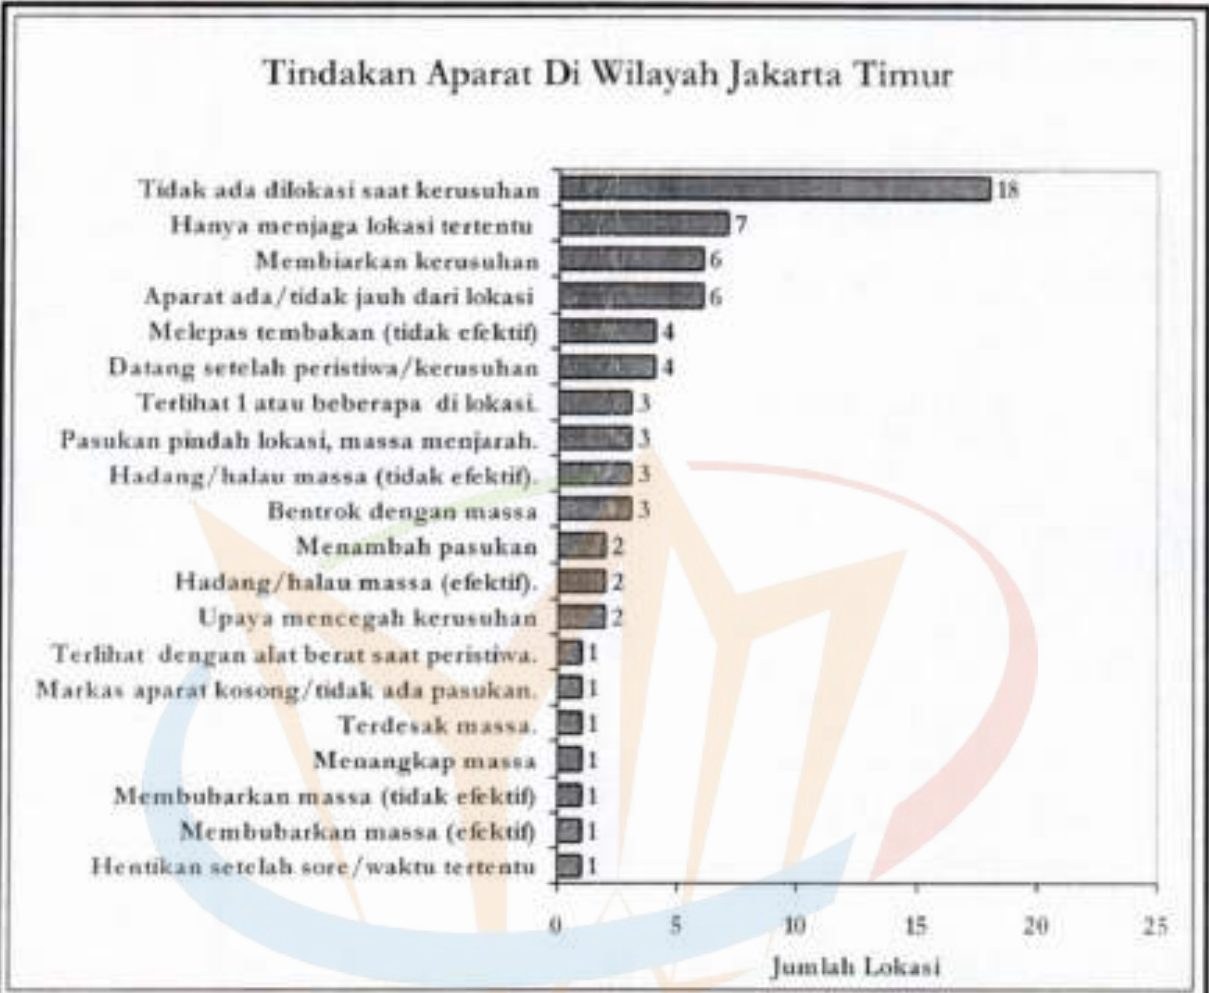 Tindakan Aparat Di Wilayah Jakarta Timur
Tidak ada dilokasi saat kerusuhan 18
Hanya menjaga lokasi tertentu 7
Membiarkan kerusuhan 6
Aparat ada/tidak jauh dari lokasi 6
Melepas tembakan (tidak efektif) 4
Datang setelah peristiwa/kerusuhan 4
Terlihat 1 atau beberapa di lokasi. 3
Pasukan pindah lokasi, massa menjarah. 3
Hadang/halau massa (tidak efektif). 3
Bentrok dengan massa 3
Menambah pasukan 2
Hadang/halau massa (efektif). 2
Upaya mencegah kerusuhan 2
Terlihat dengan alat berat saat peristiwa. 1
Markas aparat kosong/tidak ada pasukan. 1
Terdesak massa. 1
Menangkap massa 1
Membubarkan massa (tidak efektif) 1
Membubarkan massa (efektif) 1
Hentikan setelah sore/waktu tertentu 1
0 5 10 15 20 25
Jumlah Lokasi